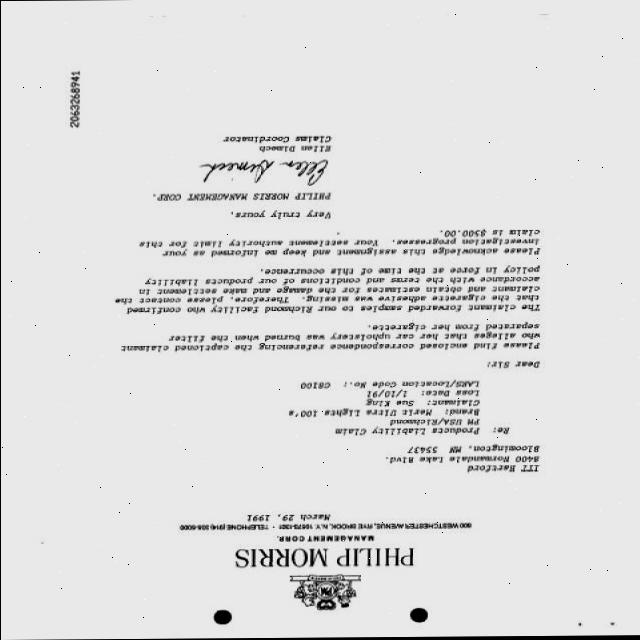 PHILIP MORRIS
MANAGEMENT CORP.
800 WESTCHESTER AVENUE, RYE BROOK, N.Y. 10573-1301 • TELEPHONE (914) 335-5000
March 29, 1991
ITT Hartford
8400 Normandale Lake Blvd.
Bloomington, MN 55437
Re: Products Liability Claim
PM USA/Richmond
Brand: Merit Ultra Lights 100's
Claimant: Sue King
Loss Date: 1/10/91
LARS/Location Code No.: C8100
Dear Sir:
Please find enclosed correspondence referencing the captioned claimant
who alleges that her car upholstery was burned when the filter
separated from her cigarette.
The claimant forwarded samples to our Richmond facility who confirmed
that the cigarette adhesive was missing. Therefore, please contact the
claimant and obtain estimates for the damage and make settlement in
accordance with the terms and conditions of our products liability
policy in force at the time of this occurrence.
Please acknowledge this assignment and keep me informed as your
investigation progresses. Your settlement authority limit for this
claim is $500.00.
Very truly yours,
PHILIP MORRIS MANAGEMENT CORP.
Ellen Dimech
Ellen Dimech
Claims Coordinator
2063268941